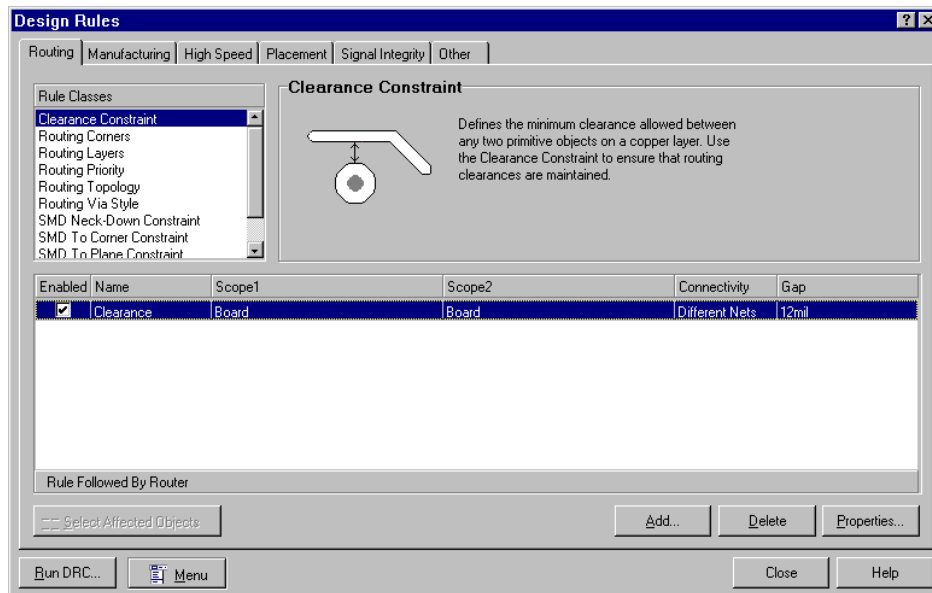 Design Rules
Routing Manufacturing High Speed Placement Signal Integrity Other
Rule Classes
Clearance Constraint
Routing Corners
Routing Layers
Routing Priority
Routing Topology
Routing Via Style
SMD Neck-Down Constraint
SMD To Corner Constraint
SMD To Plane Constraint
Clearance Constraint
Defines the minimum clearance allowed between
any two primitive objects on a copper layer. Use
the Clearance Constraint to ensure that routing
clearances are maintained.
Enabled Name Scope1 Scope2 Connectivity Gap
Clearance Board Board Different Nets 12mil
Rule Followed By Router
Select Affected Objects Add... Delete Properties...
Run DRC... Menu Close Help